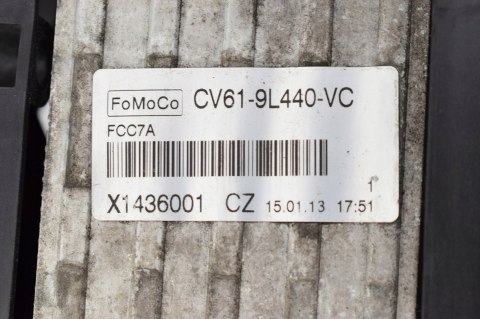 FoMoCo CV61-9L440-VC
FCC7A
1
X1436001 CZ 15.01.13 17:51